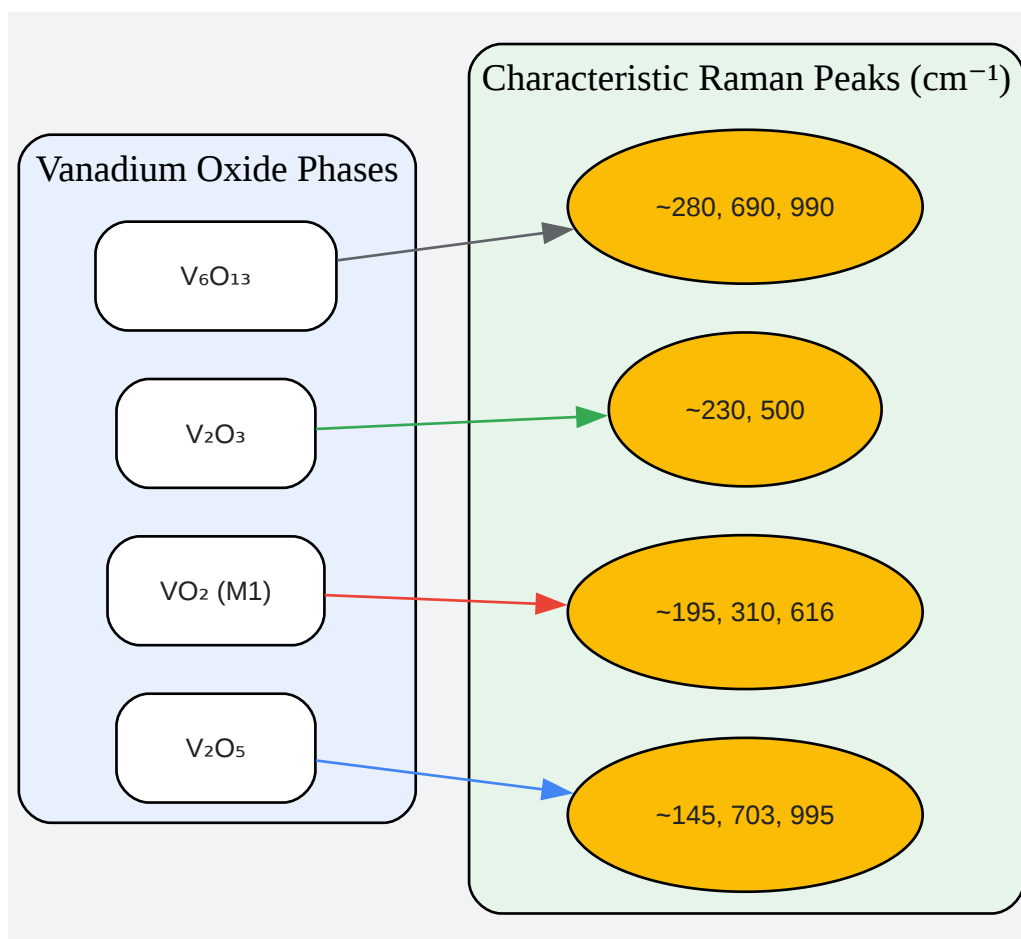 Characteristic Raman Peaks (cm⁻¹)
Vanadium Oxide Phases
~280, 690, 990
V₆O₁₃
~230, 500
V₂O₃
VO₂ (M1)
~195, 310, 616
V₂O₅
~145, 703, 995